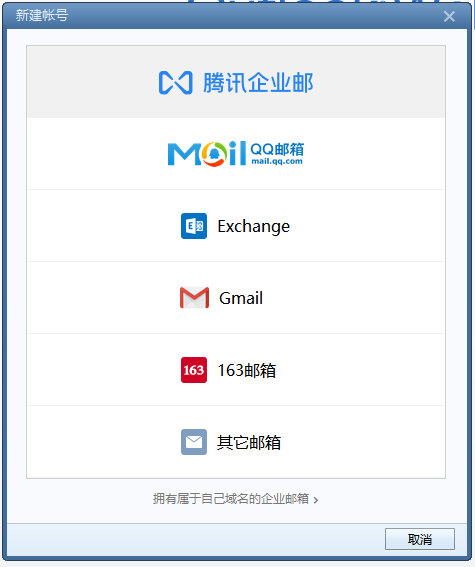 新建帐号
腾讯企业邮
Mail QQ邮箱
mail.qq.com
Exchange
Gmail
163 163邮箱
其它邮箱
拥有属于自己域名的企业邮箱 ›
取消